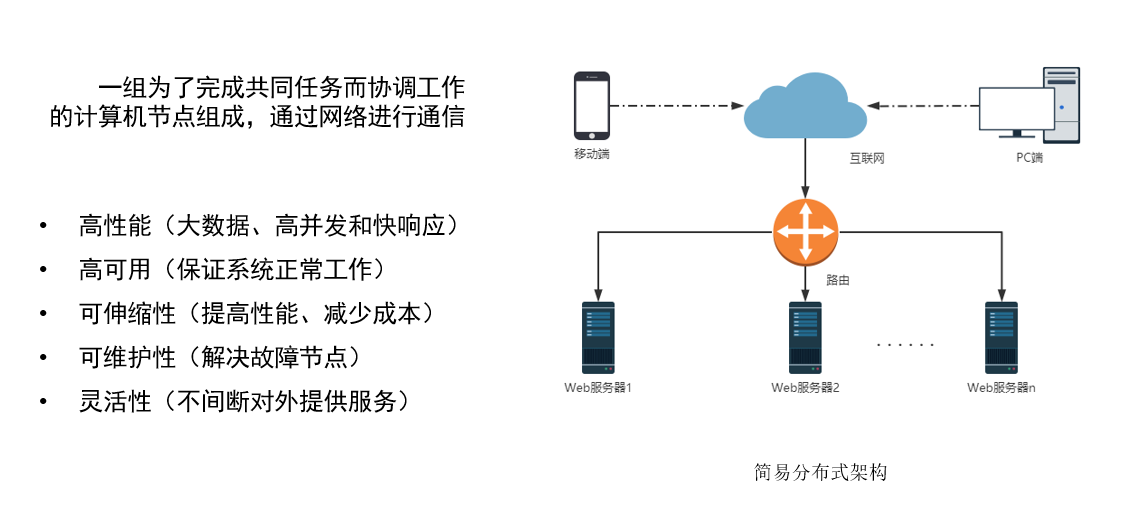 一组为了完成共同任务而协调工作
的计算机节点组成，通过网络进行通信
• 高性能（大数据、高并发和快响应）
• 高可用（保证系统正常工作）
• 可伸缩性（提高性能、减少成本）
• 可维护性（解决故障节点）
• 灵活性（不间断对外提供服务）
移动端
互联网
PC端
路由
Web服务器1
Web服务器2
......
Web服务器n
简易分布式架构